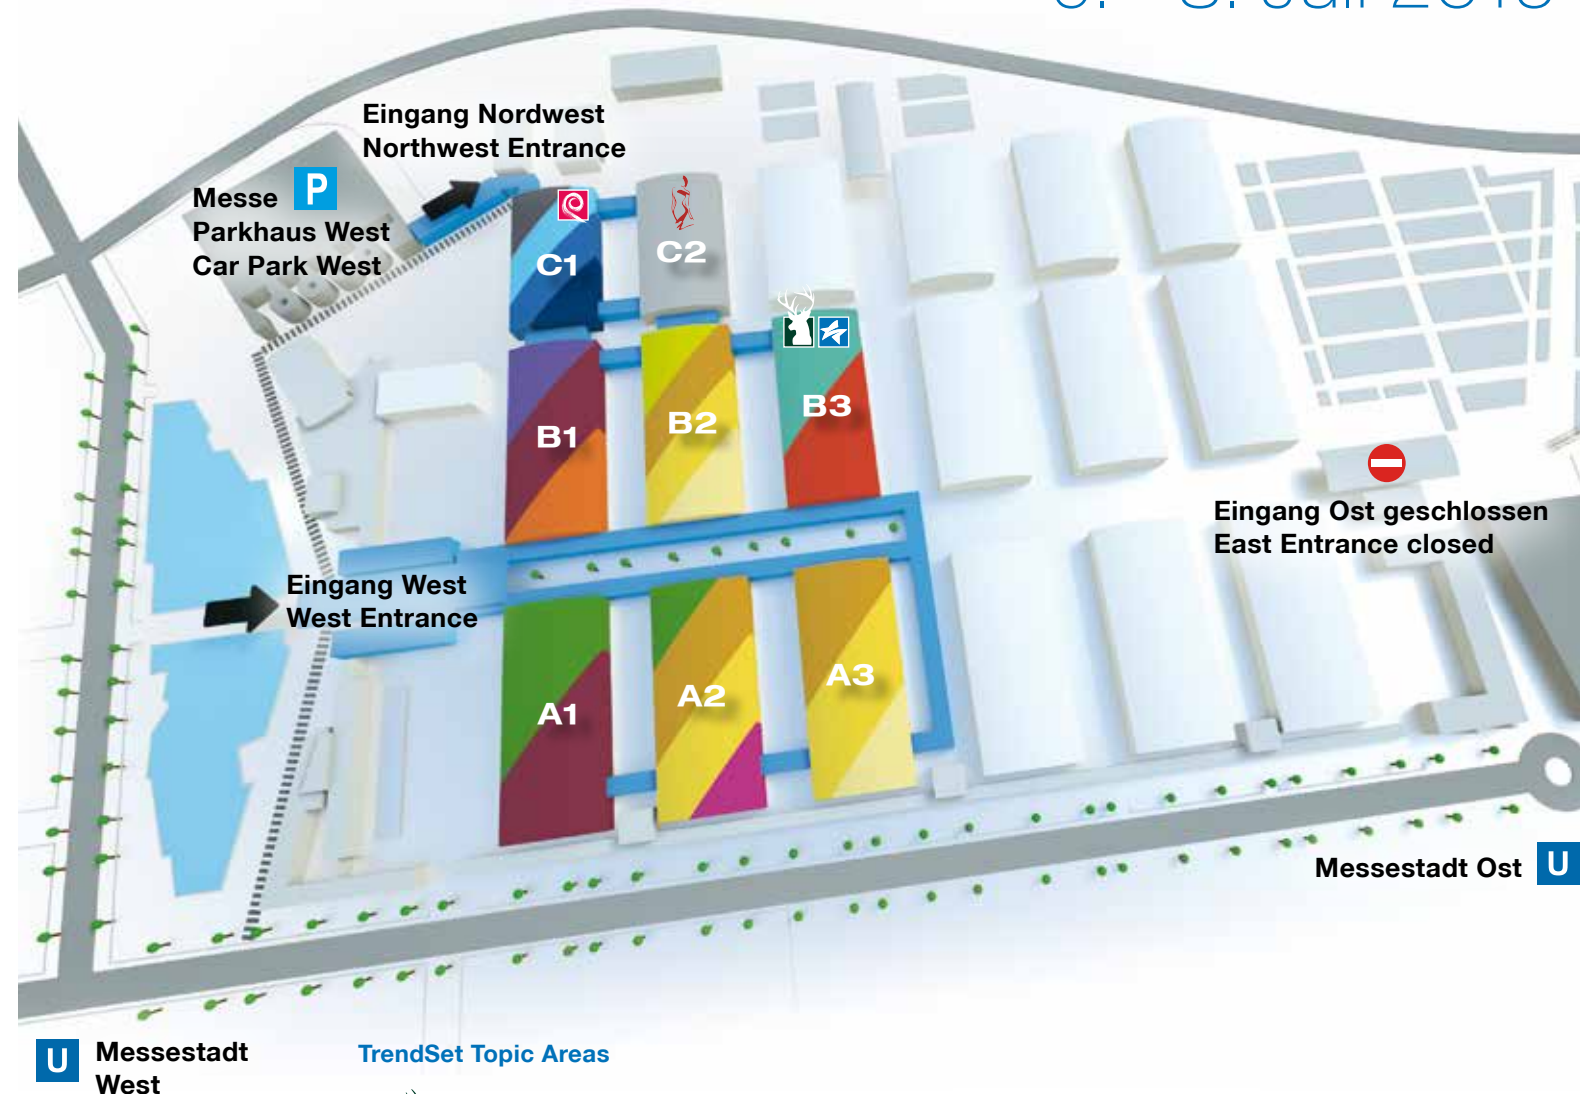 Eingang Nordwest
Northwest Entrance
Messe P
Parkhaus West
Car Park West
C1
C2
B1
B2
B3
Eingang Ost geschlossen
East Entrance closed
Eingang West
West Entrance
A1
A2
A3
Messestadt Ost U
U Messestadt
West
TrendSet Topic Areas